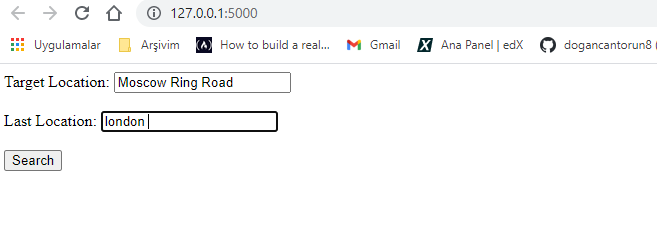 127.0.0.1:5000
Uygulamalar Arşivim (A) How to build a real... Gmail X Ana Panel | edX dogancantorun8 (
Target Location: Moscow Ring Road
Last Location: london
Search